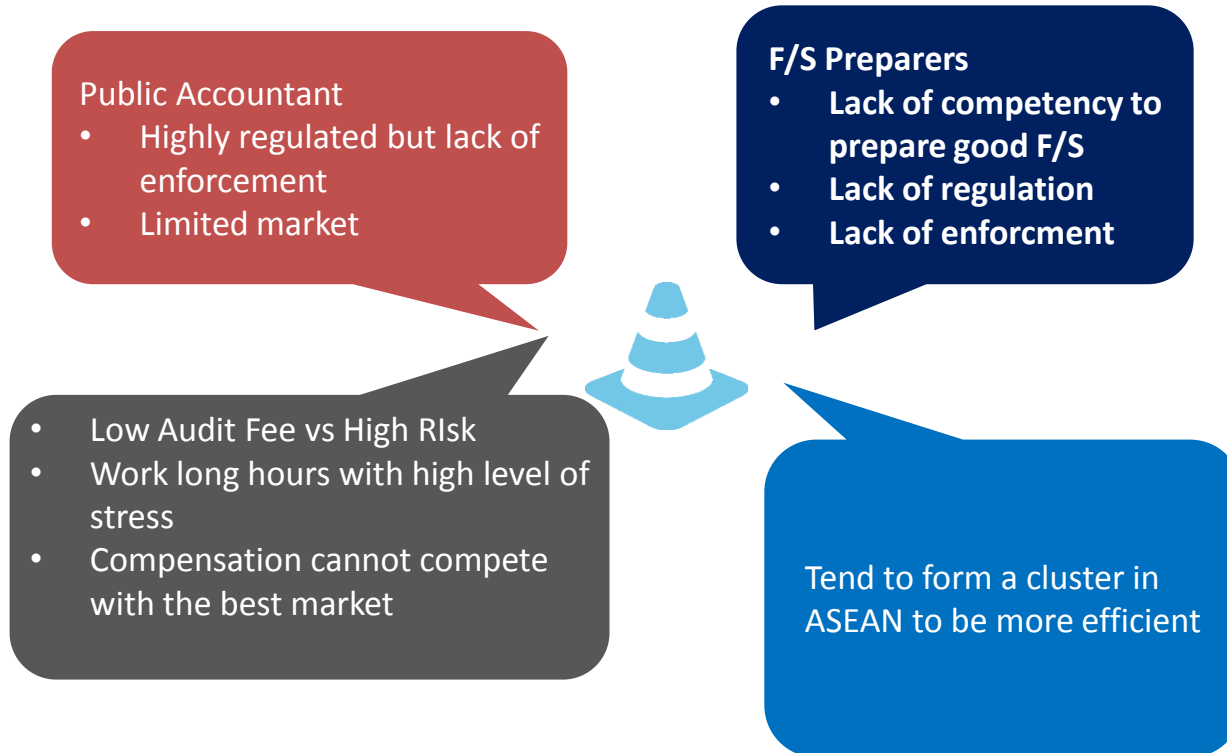 Public Accountant
• Highly regulated but lack of
enforcement
• Limited market
F/S Preparers
• Lack of competency to
prepare good F/S
• Lack of regulation
• Lack of enforcment
• Low Audit Fee vs High RIsk
• Work long hours with high level of
stress
• Compensation cannot compete
with the best market
Tend to form a cluster in
ASEAN to be more efficient